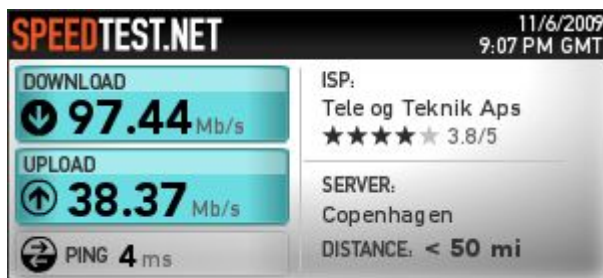 SPEEDTEST.NET
11/6/2009
9:07 PM GMT
DOWNLOAD
97.44 Mb/s
UPLOAD
38.37 Mb/s
PING 4 ms
ISP:
Tele og Teknik Aps
★★★★★ 3.8/5
SERVER:
Copenhagen
DISTANCE: < 50 mi